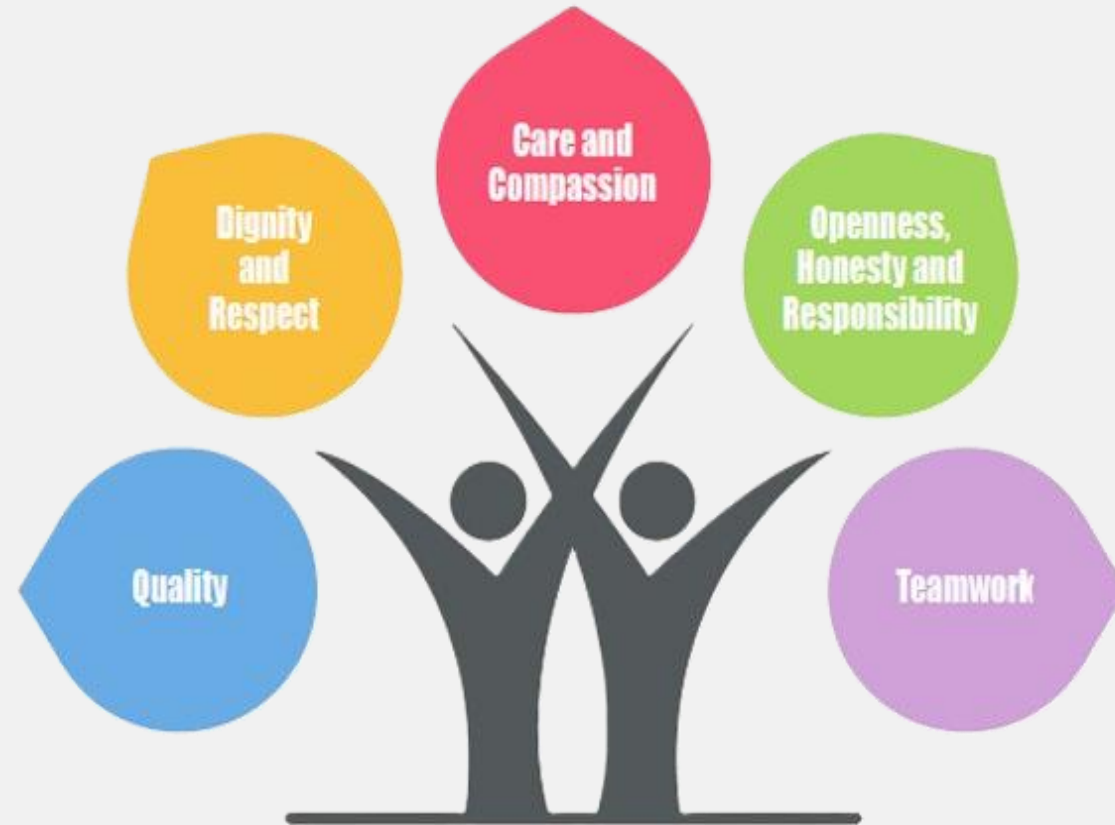 Care and
Compassion
Dignity
and
Respect
Openness,
Honesty and
Responsibility
Quality
Teamwork